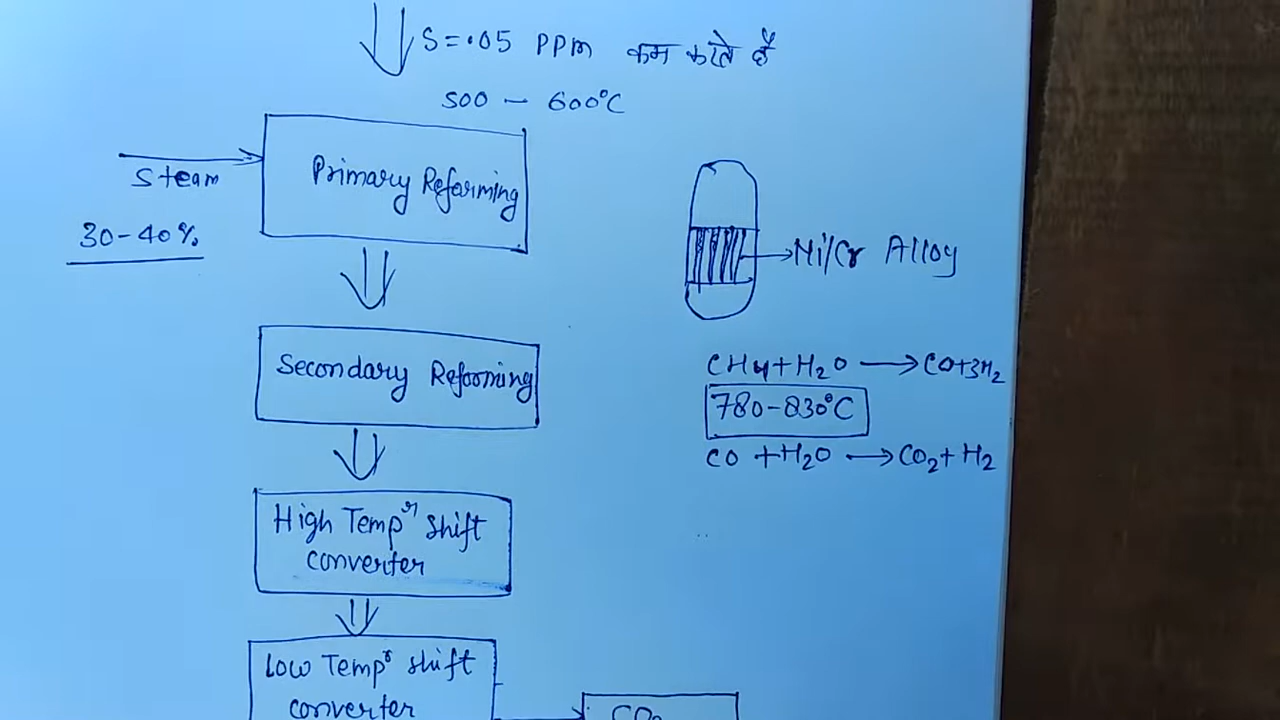 S=.05 PPM कम करते हैं
500 - 600°C
Steam
30-40%
Primary Reforming
Ni/Cr Alloy
Secondary Reforming
CH4+H2O → CO+3H2
780-830°C
CO +H2O → CO2+H2
High Tempr shift
converter
Low Tempr shift
converter
CO2